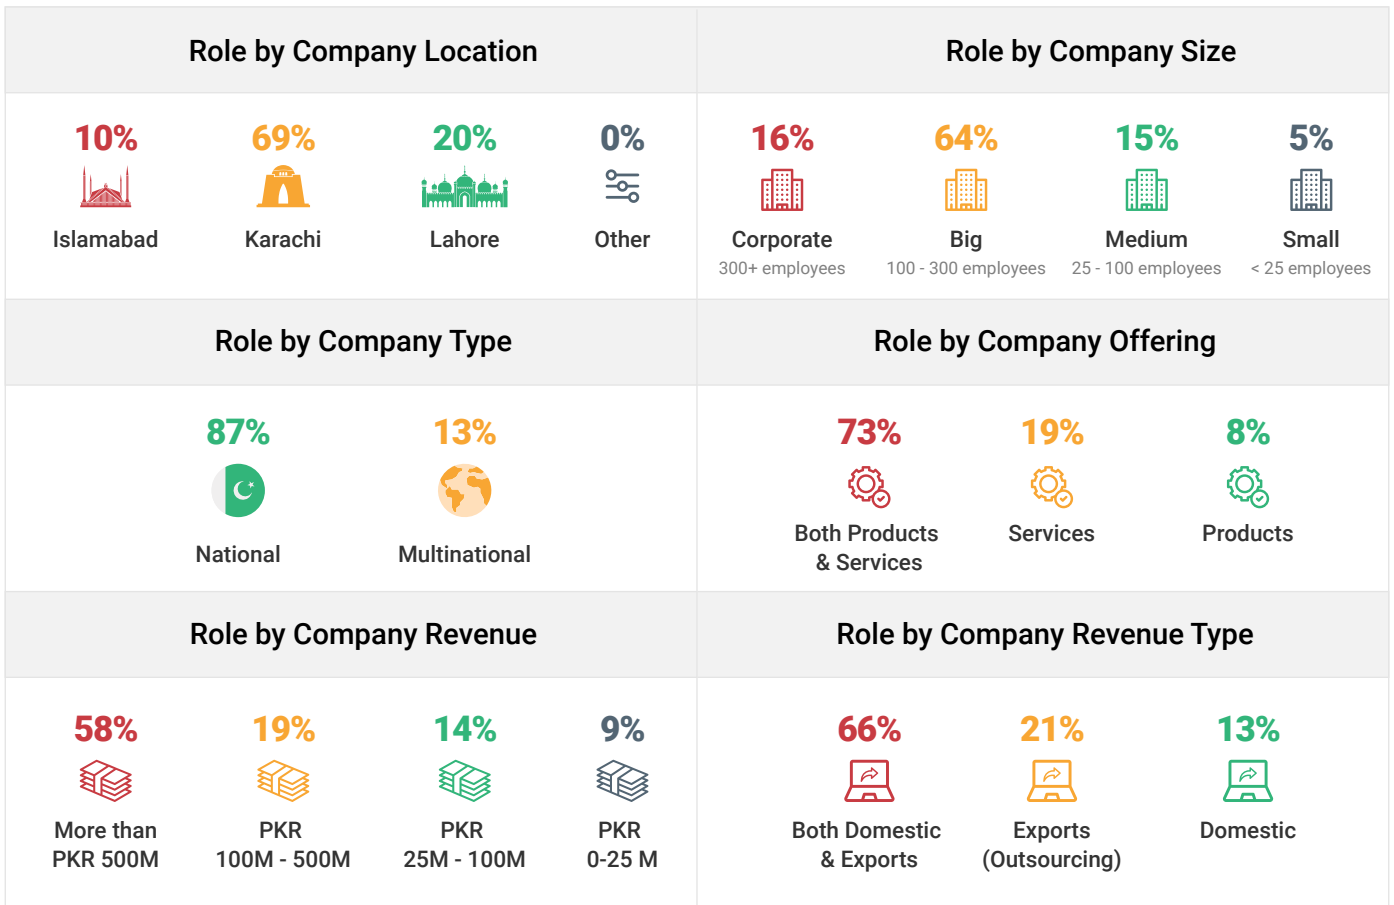 Role by Company Location
10%
69%
20%
0%
Islamabad
Karachi
Lahore
Other
Role by Company Size
16%
64%
15%
5%
Corporate
Big
Medium
Small
300+ employees
100 - 300 employees
25 - 100 employees
< 25 employees
Role by Company Type
87%
13%
National
Multinational
Role by Company Offering
73%
19%
8%
Both Products
& Services
Services
Products
Role by Company Revenue
58%
19%
14%
9%
More than
PKR 500M
PKR
100M - 500M
PKR
25M - 100M
PKR
0-25 M
Role by Company Revenue Type
66%
21%
13%
Both Domestic
& Exports
Exports
(Outsourcing)
Domestic